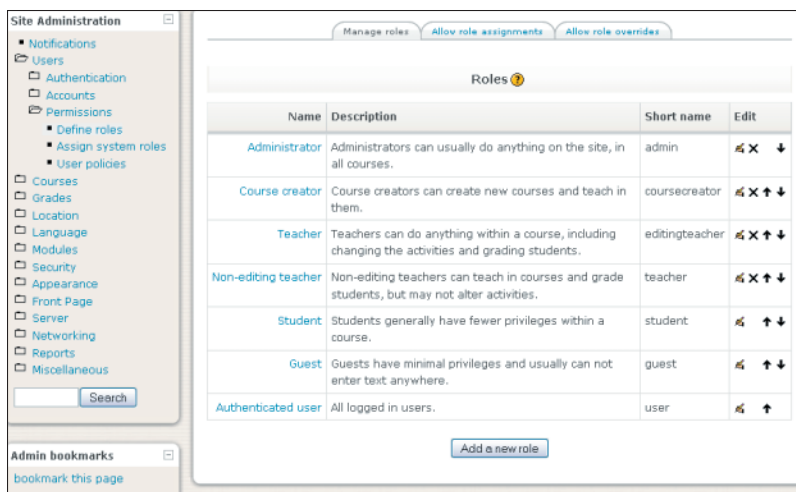 Site Administration
Notifications
Users
Authentication
Accounts
Permissions
Define roles
Assign system roles
User policies
Courses
Grades
Location
Language
Modules
Security
Appearance
Front Page
Server
Networking
Reports
Miscellaneous
Search
Admin bookmarks
bookmark this page
Manage roles Allow role assignments Allow role overrides
Roles ?
Name Description Short name Edit
Administrator Administrators can usually do anything on the site, in admin
all courses.
Course creator Course creators can create new courses and teach in coursecreator
them.
Teacher Teachers can do anything within a course, including editingteacher
changing the activities and grading students.
Non-editing teacher Non-editing teachers can teach in courses and grade teacher
students, but may not alter activities.
Student Students generally have fewer privileges within a student
course.
Guest Guests have minimal privileges and usually can not guest
enter text anywhere.
Authenticated user All logged in users. user
Add a new role